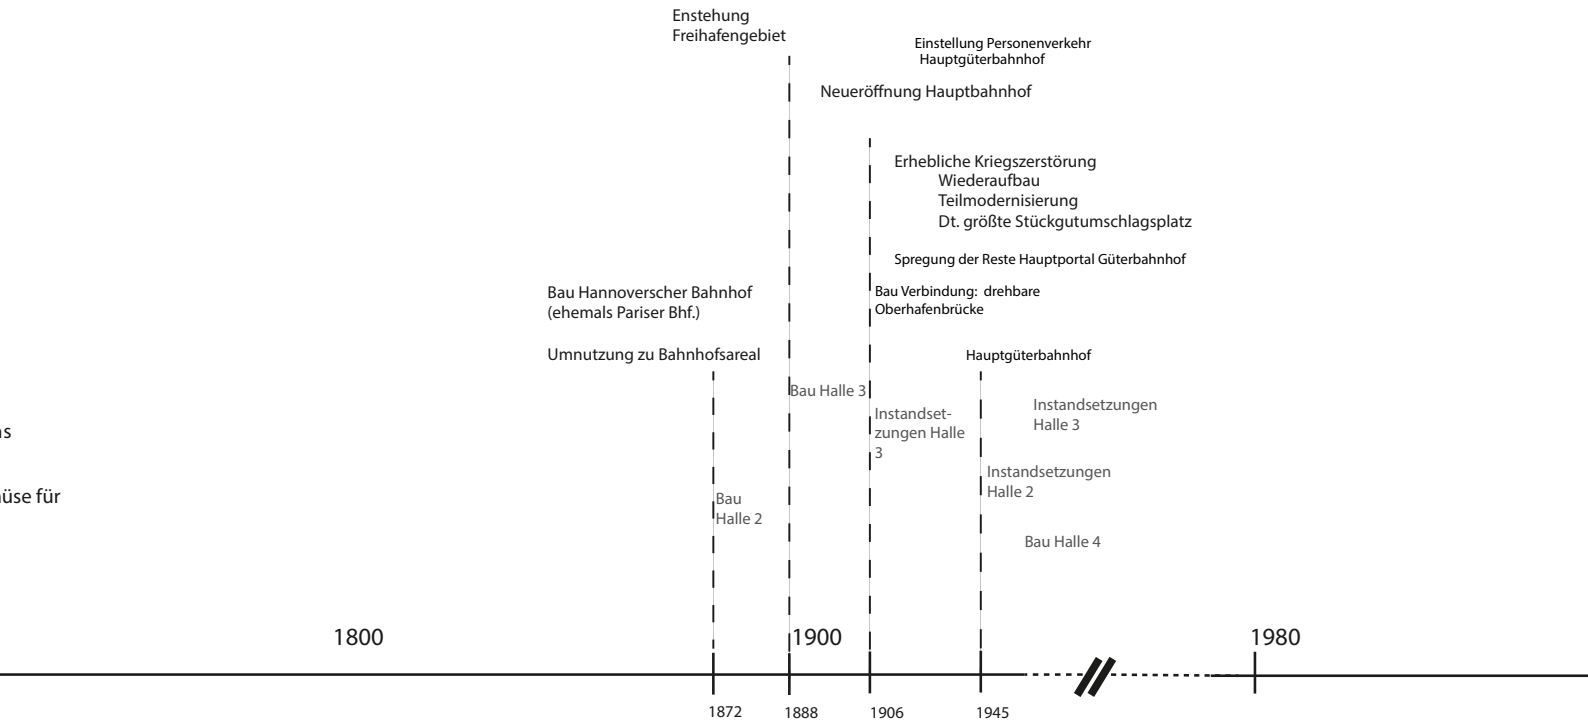 Enstehung
Freihafengebiet
Einstellung Personenverkehr
Hauptgüterbahnhof
Neueröffnung Hauptbahnhof
Erhebliche Kriegszerstörung
Wiederaufbau
Teilmodernisierung
Dt. größte Stückgutumschlagsplatz
Spregung der Reste Hauptportal Güterbahnhof
Bau Hannoverscher Bahnhof
(ehemals Pariser Bhf.)
Bau Verbindung: drehbare
Oberhafenbrücke
Umnutzung zu Bahnhofsareal
Hauptgüterbahnhof
Bau Halle 3
Instandset-
zungen Halle
3
Instandsetzungen
Halle 3
Instandsetzungen
Halle 2
Bau
Halle 2
für
Bau Halle 4
1800
1900
1980
1872
1888
1906
1945